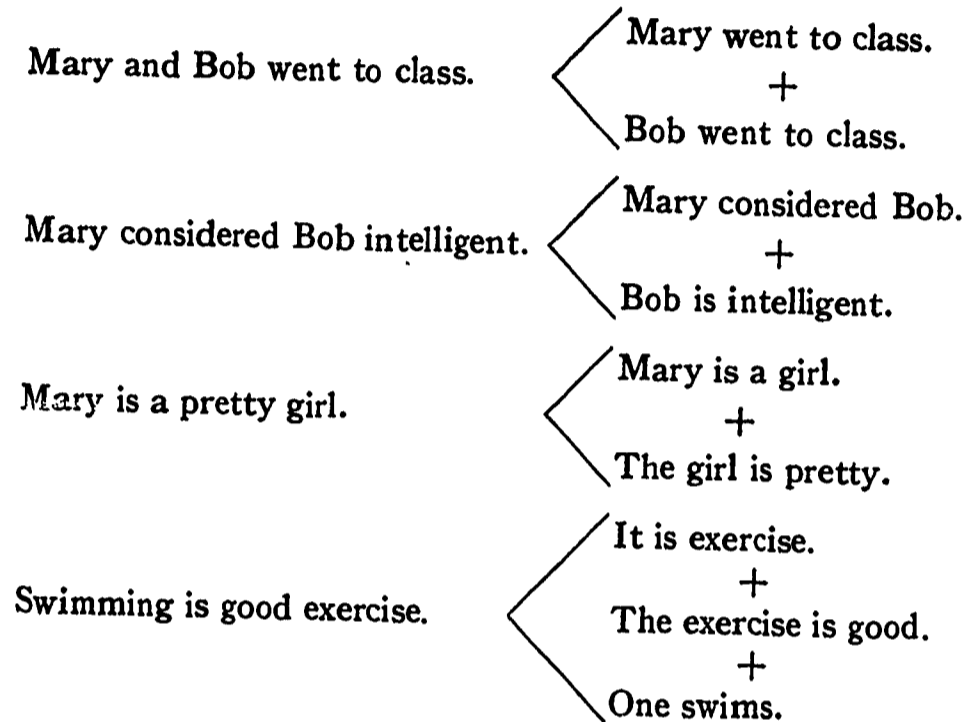 Mary and Bob went to class.
Mary went to class.
+
Bob went to class.
Mary considered Bob intelligent.
Mary considered Bob.
+
Bob is intelligent.
Mary is a pretty girl.
Mary is a girl.
+
The girl is pretty.
Swimming is good exercise.
It is exercise.
+
The exercise is good.
+
One swims.